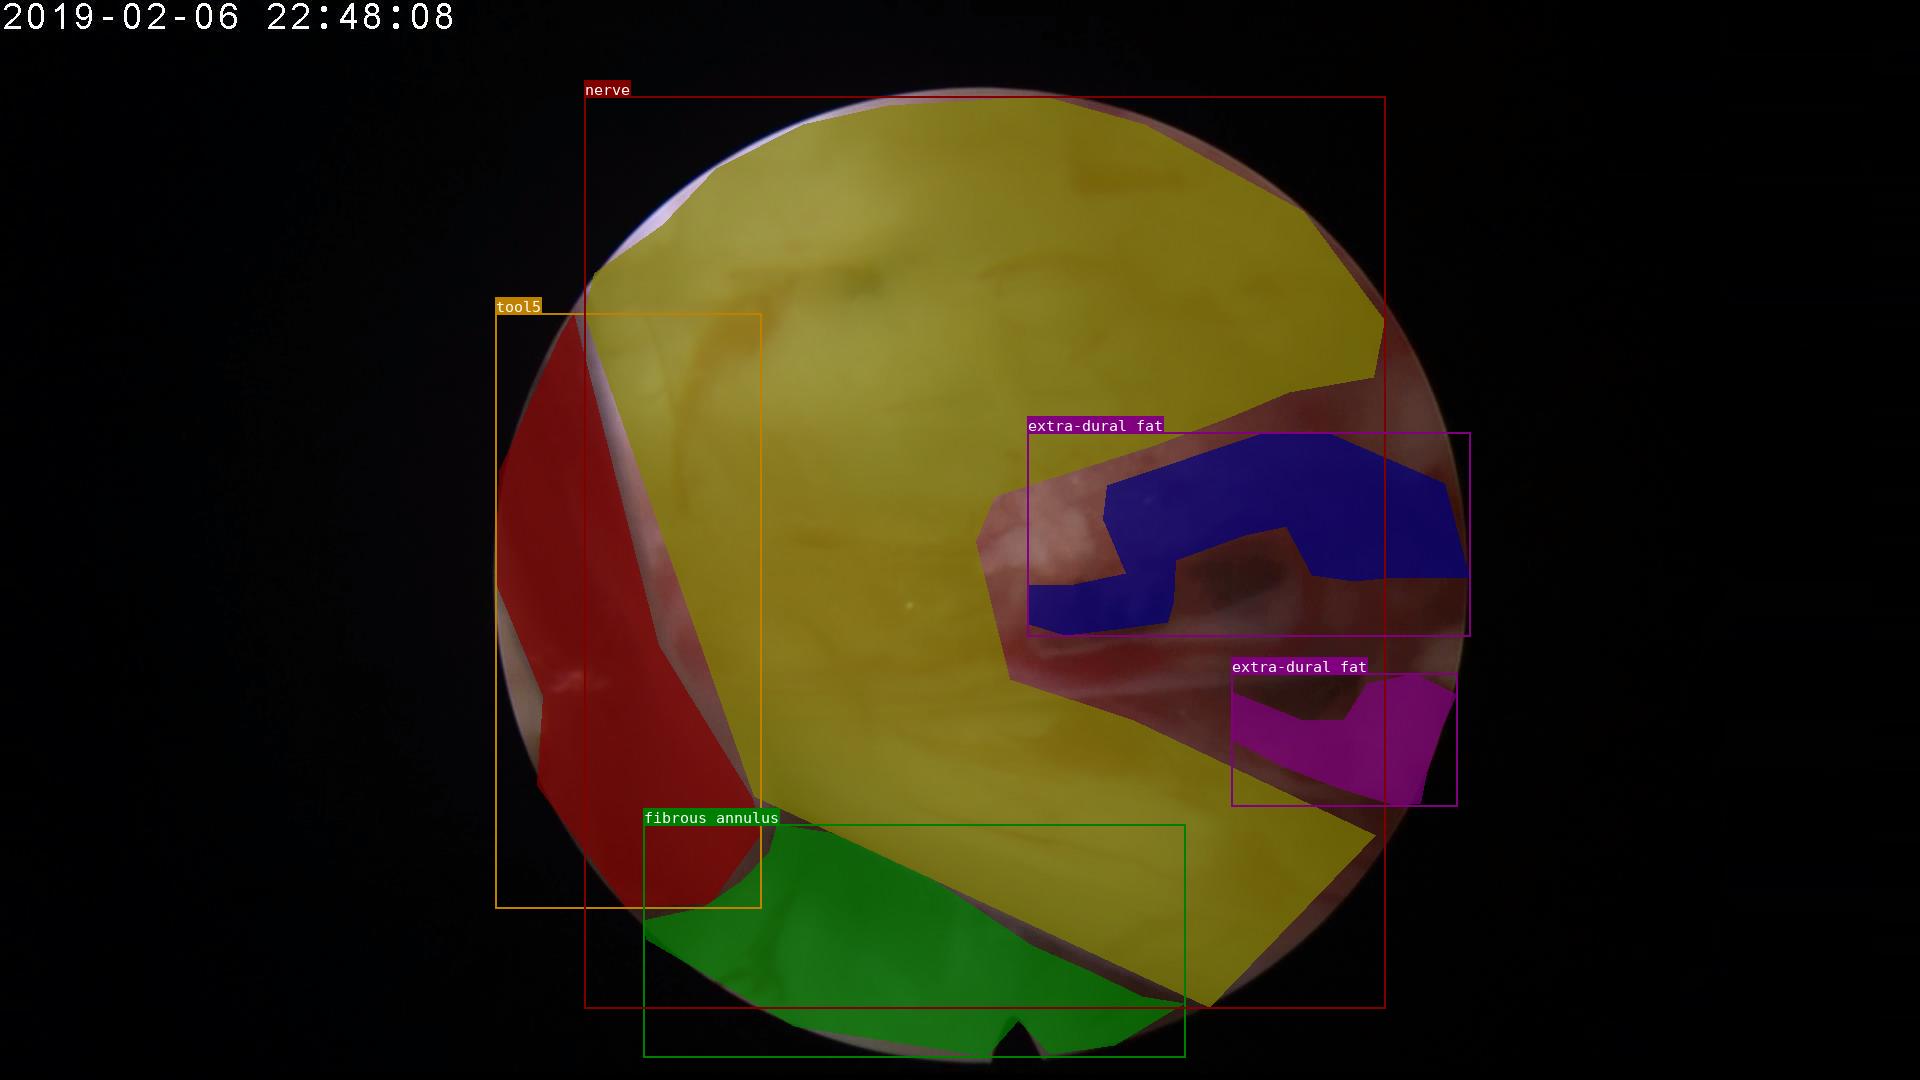 2019-02-06 22:48:08
nerve
tool5
extra-dural fat
extra-dural fat
fibrous annulus